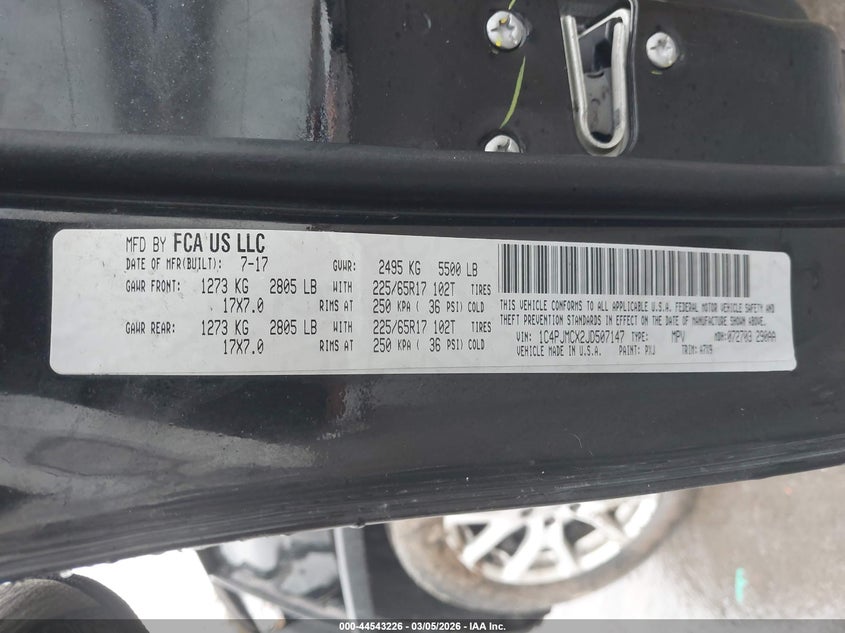 MFD BY FCA US LLC
DATE OF MFR(BUILT): 7-17 GVWR: 2495 KG 5500 LB
GAWR FRONT: 1273 KG 2805 LB WITH 225/65R17 102T TIRES
17X7.0 RIMS AT 250 KPA ( 36 PSI) COLD
GAWR REAR: 1273 KG 2805 LB WITH 225/65R17 102T TIRES
17X7.0 RIMS AT 250 KPA ( 36 PSI) COLD
THIS VEHICLE CONFORMS TO ALL APPLICABLE U.S.A. FEDERAL MOTOR VEHICLE SAFETY AND
THEFT PREVENTION STANDARDS IN EFFECT ON THE DATE OF MANUFACTURE SHOWN ABOVE.
VIN: 1C4PJMCX2JD507147 TYPE: MPV MDH: 072703 290AA
VEHICLE MADE IN U.S.A. PAINT: PXJ TRIM: A7X9
000-44543226 | 03/05/2026 | IAA Inc.